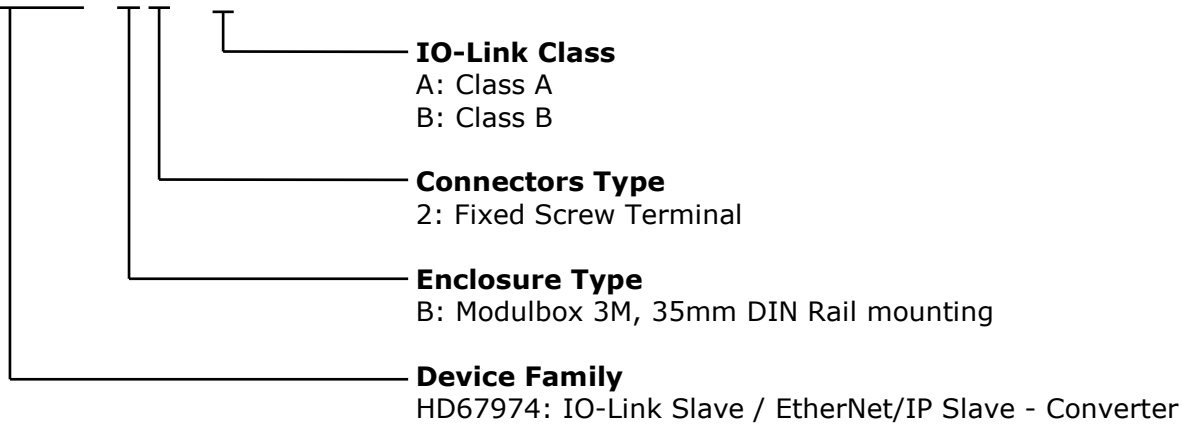 IO-Link Class
A: Class A
B: Class B
Connectors Type
2: Fixed Screw Terminal
Enclosure Type
B: Modulbox 3M, 35mm DIN Rail mounting
Device Family
HD67974: IO-Link Slave / EtherNet/IP Slave - Converter